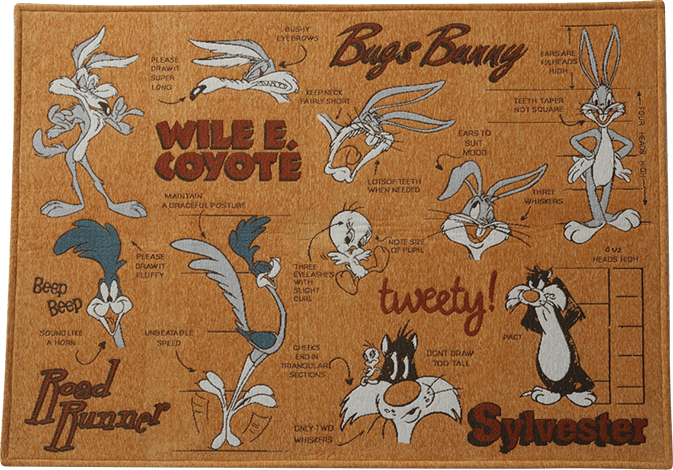 PLEASE
DRAW IT
SUPER
LONG
BUSHY
EYEBROWS
Bugs Bunny
EARS ARE
1½ HEADS
HIGH
KEEP NECK
FAIRLY SHORT
TEETH TAPER
NOT SQUARE
FOUR HEADS HIGH
WILE E.
COYOTE
EARS TO
SUIT
MOOD
LOTS OF TEETH
WHEN NEEDED
THREE
WHISKERS
MAINTAIN
A GRACEFUL POSTURE
PLEASE
DRAW IT
FLUFFY
NOTE SIZE
OF PUPIL
4 1/2
HEADS HIGH
THREE
EYELASHES
WITH
SLIGHT
CURL
Beep
Beep
tweety!
SOUND LIKE
A HORN
UNBEATABLE
SPEED
CHEEKS
END IN
TRIANGULAR
SECTIONS
DON'T DRAW
TOO TALL
PACT
Road
Runner
ONLY TWO
WHISKERS
Sylvester